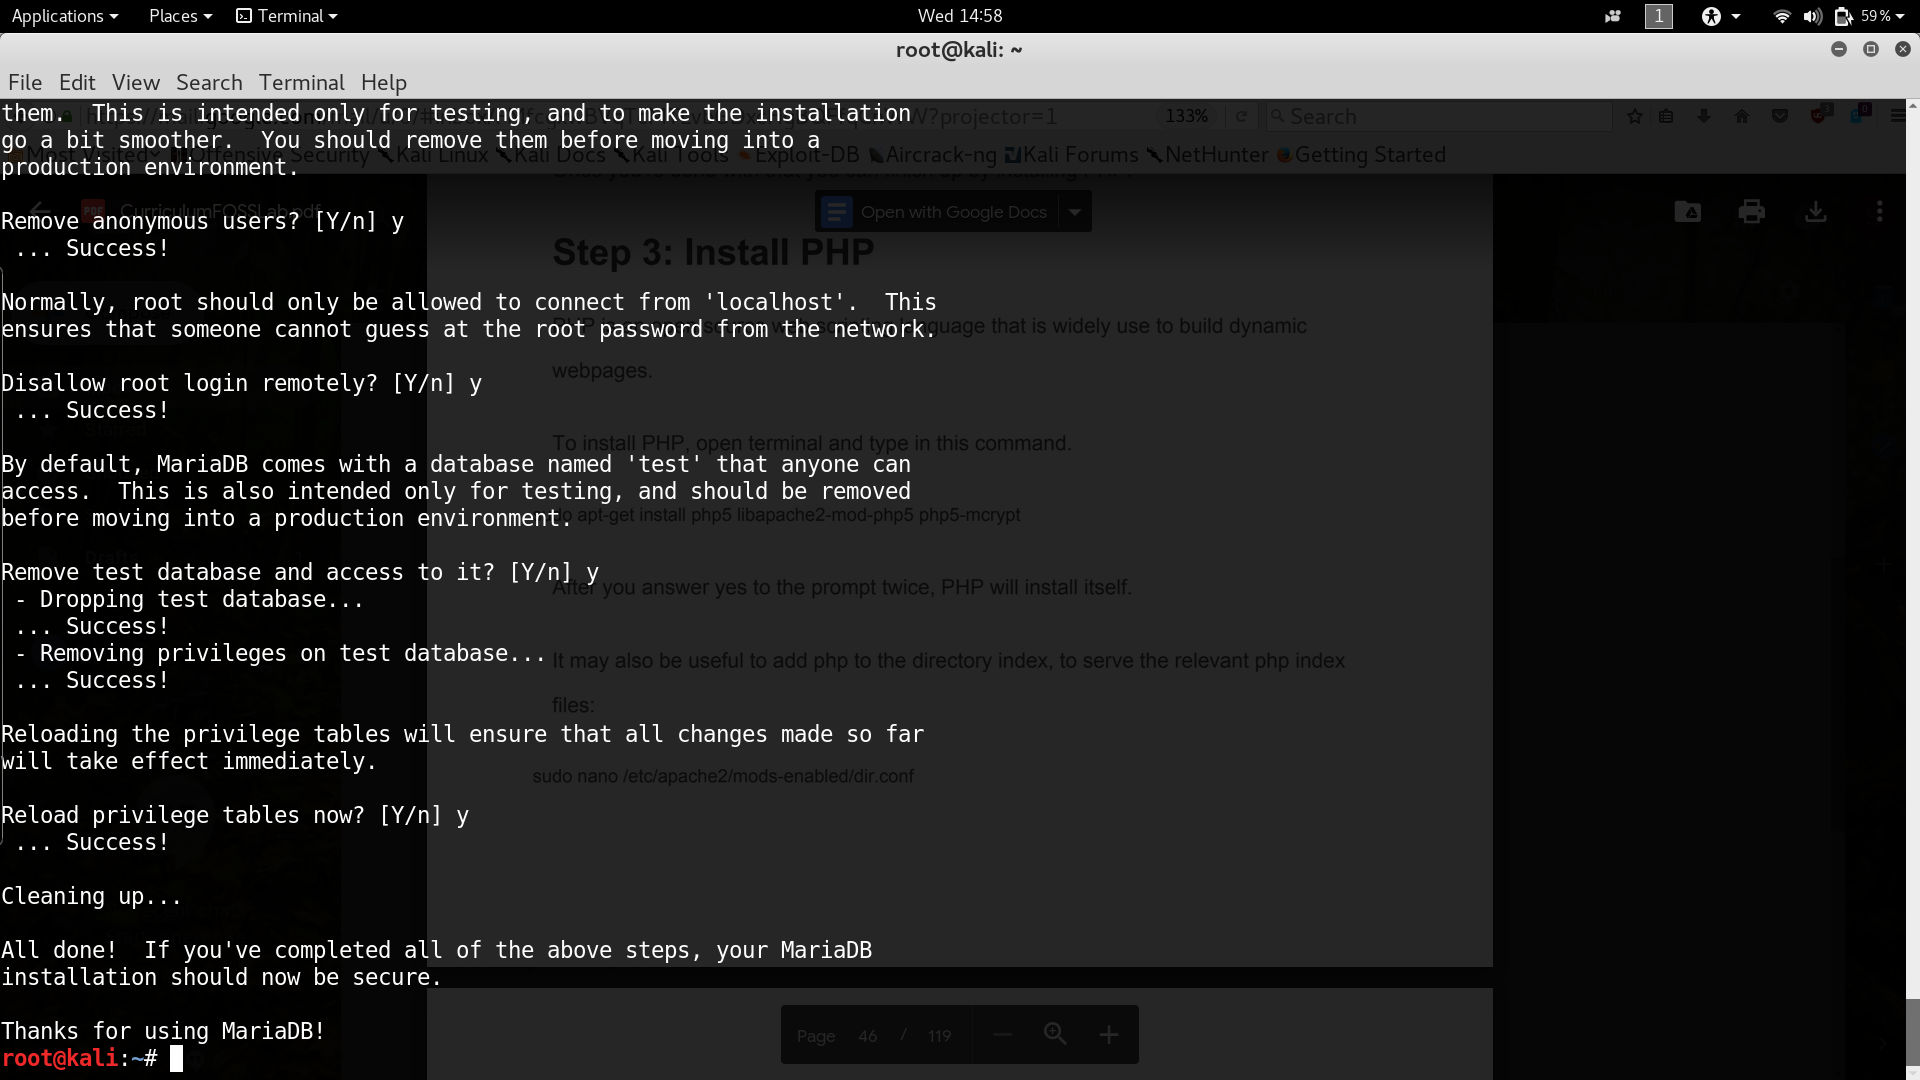 Applications Places Terminal Wed 14:58 1 59%
root@kali: ~
File Edit View Search Terminal Help
them.  This is intended only for testing, and to make the installation
go a bit smoother.  You should remove them before moving into a
production environment.
Remove anonymous users? [Y/n] y
 ... Success!
Normally, root should only be allowed to connect from 'localhost'.  This
ensures that someone cannot guess at the root password from the network.
Disallow root login remotely? [Y/n] y
 ... Success!
By default, MariaDB comes with a database named 'test' that anyone can
access.  This is also intended only for testing, and should be removed
before moving into a production environment.
Remove test database and access to it? [Y/n] y
 - Dropping test database...
 ... Success!
 - Removing privileges on test database...
 ... Success!
Reloading the privilege tables will ensure that all changes made so far
will take effect immediately.
Reload privilege tables now? [Y/n] y
 ... Success!
Cleaning up...
All done!  If you've completed all of the above steps, your MariaDB
installation should now be secure.
Thanks for using MariaDB!
root@kali:~#
?projector=1 133% Search
Most Visited Offensive Security Kali Linux Kali Docs Kali Tools Exploit-DB Aircrack-ng Kali Forums NetHunter Getting Started
CurriculumFOSSLab.pdf Open with Google Docs
Step 3: Install PHP
language that is widely use to build dynamic
webpages.
To install PHP, open terminal and type in this command.
sudo apt-get install php5 libapache2-mod-php5 php5-mcrypt
After you answer yes to the prompt twice, PHP will install itself.
It may also be useful to add php to the directory index, to serve the relevant php index
files:
sudo nano /etc/apache2/mods-enabled/dir.conf
Drafts
Page 46 / 119